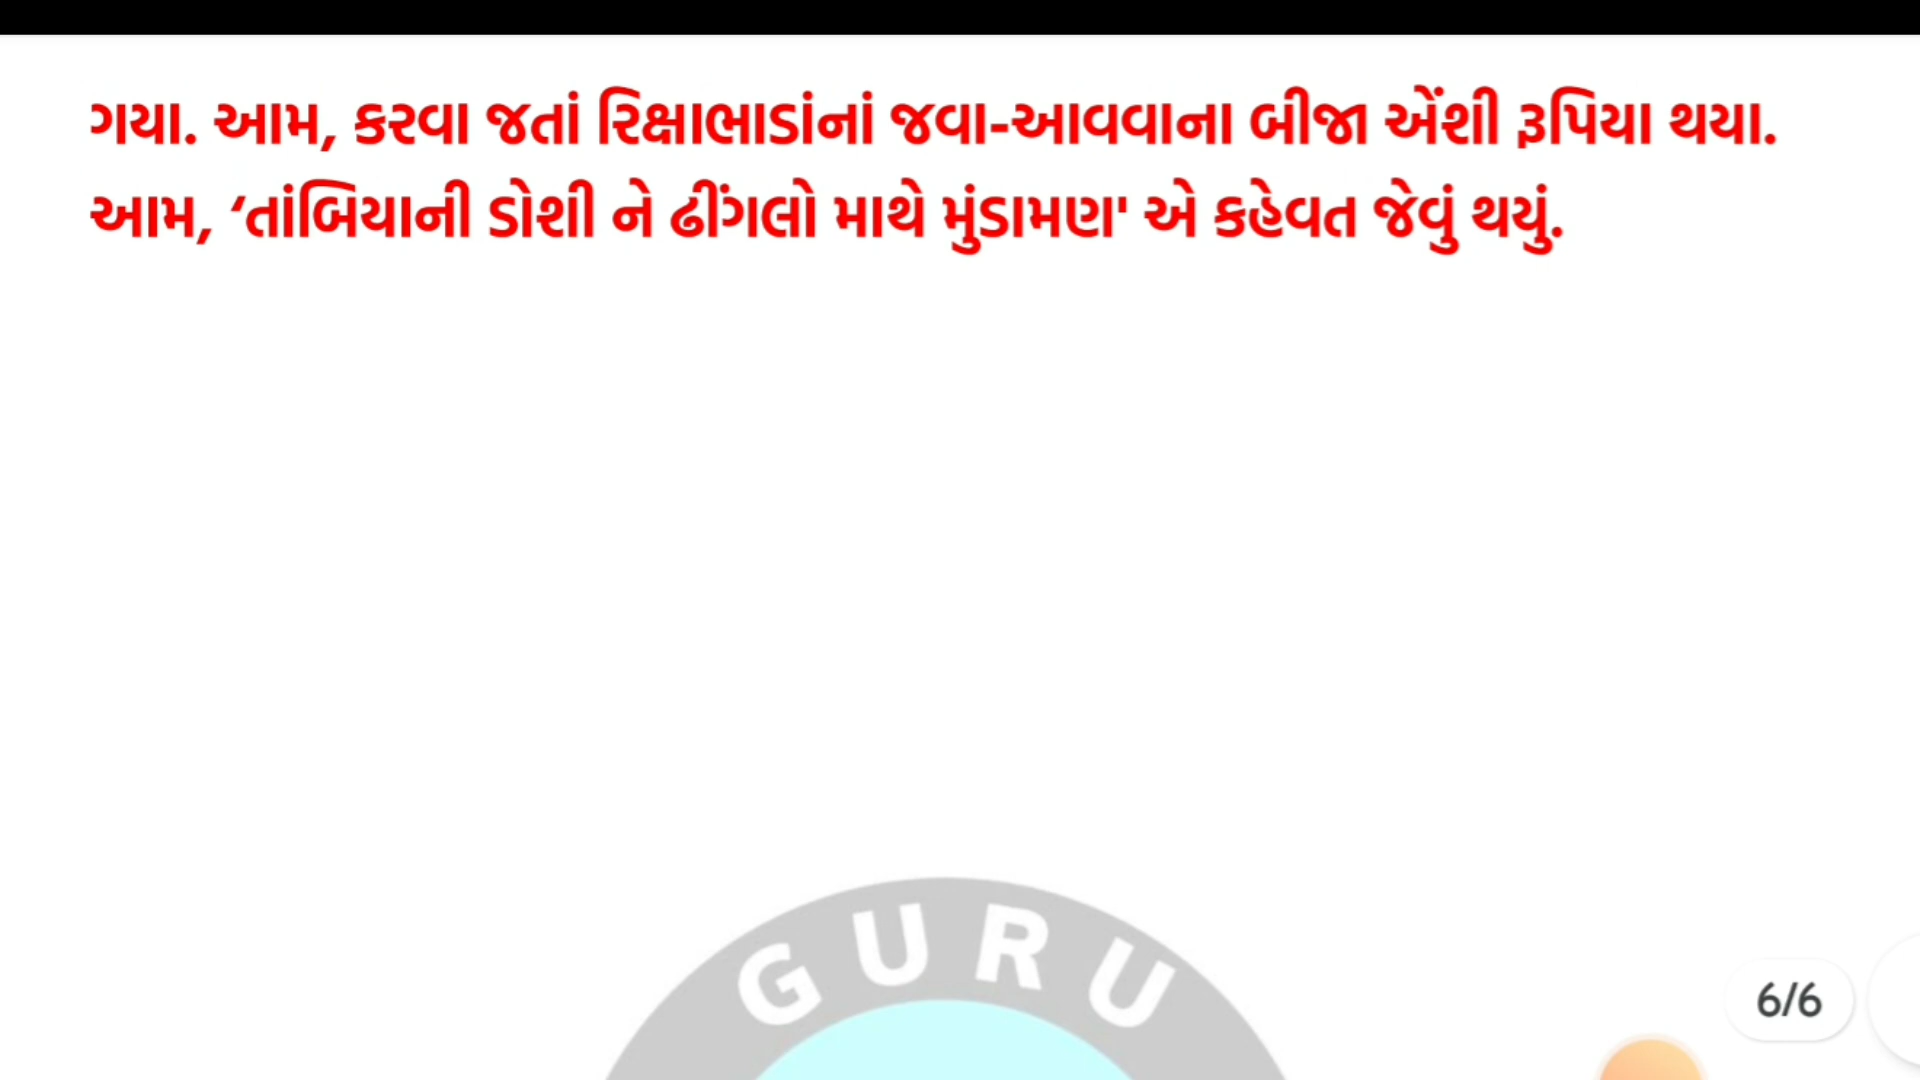 ગયા. આમ, કરવા જતાં રિક્ષાભાડાંનાં જવા-આવવાના બીજા એંશી રૂપિયા થયા.
આમ, ‘તાંબિયાની ડોશી ને ઢીંગલો માથે મુંડામણ' એ કહેવત જેવું થયું.
GURU
6/6